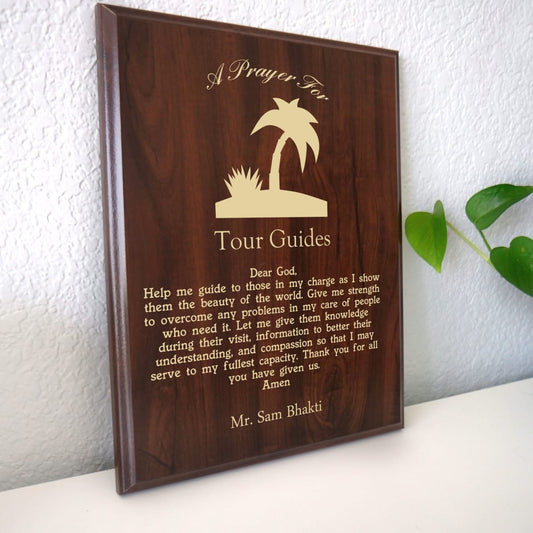 A Prayer For
Tour Guides
Dear God,
Help me guide to those in my charge as I show
them the beauty of the world. Give me strength
to overcome any problems in my care of people
who need it. Let me give them knowledge
during their visit, information to better their
understanding, and compassion so that I may
serve to my fullest capacity. Thank you for all
you have given us.
Amen
Mr. Sam Bhakti